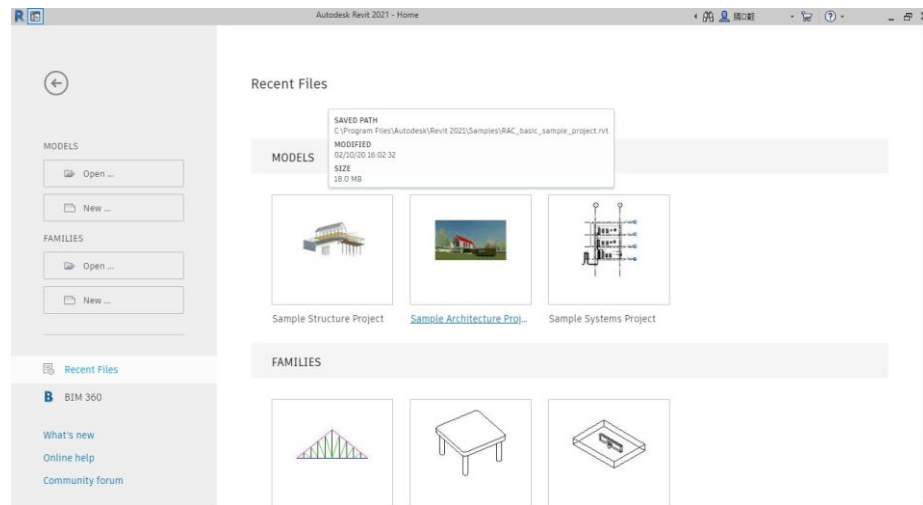 Autodesk Revit 2021 - Home
Recent Files
SAVED PATH
C:\Program Files\Autodesk\Revit 2021\Samples\RAC_basic_sample_project.rvt
MODIFIED
02/10/20 16:02:32
SIZE
18.0 MB
MODELS
Open ...
New ...
FAMILIES
Open ...
New ...
Recent Files
B BIM 360
What's new
Online help
Community forum
MODELS
Sample Structure Project
Sample Architecture Proj...
Sample Systems Project
FAMILIES